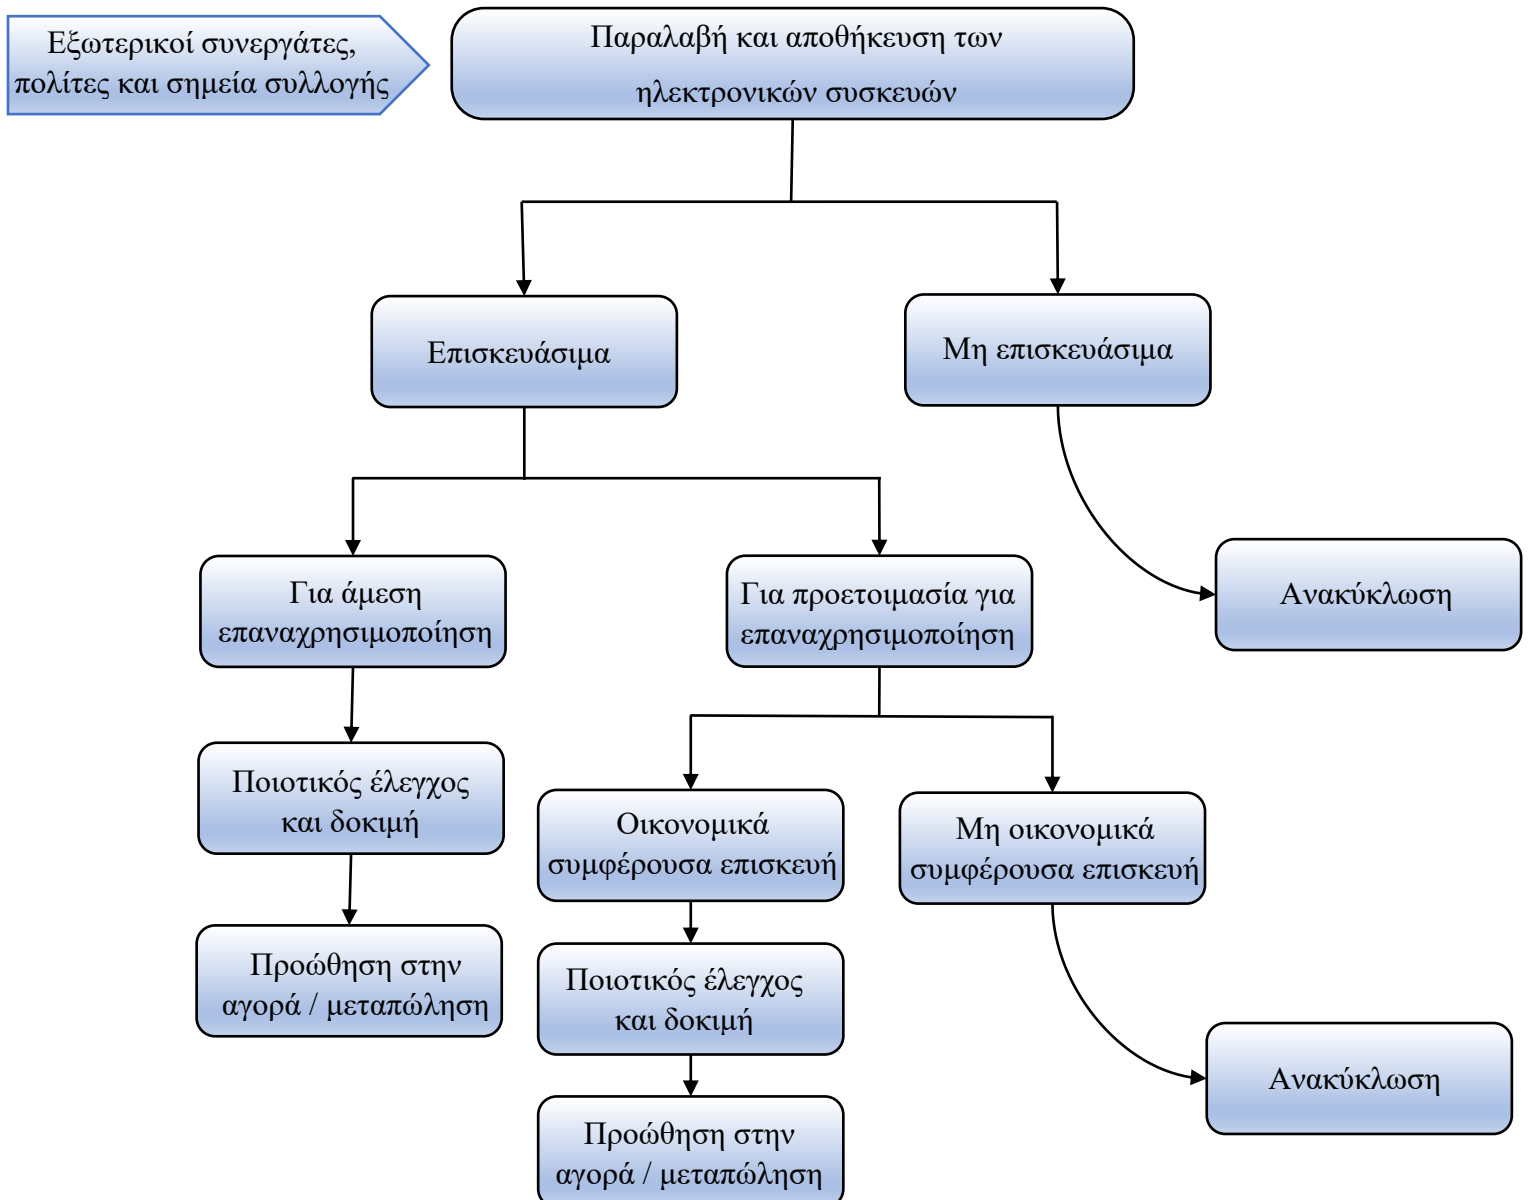 Εξωτερικοί συνεργάτες,
πολίτες και σημεία συλλογής
Παραλαβή και αποθήκευση των
ηλεκτρονικών συσκευών
Επισκευάσιμα
Μη επισκευάσιμα
Για άμεση
επαναχρησιμοποίηση
Για προετοιμασία για
επαναχρησιμοποίηση
Ανακύκλωση
Ποιοτικός έλεγχος
και δοκιμή
Οικονομικά
συμφέρουσα επισκευή
Μη οικονομικά
συμφέρουσα επισκευή
Προώθηση στην
αγορά / μεταπώληση
Ποιοτικός έλεγχος
και δοκιμή
Ανακύκλωση
Προώθηση στην
αγορά / μεταπώληση